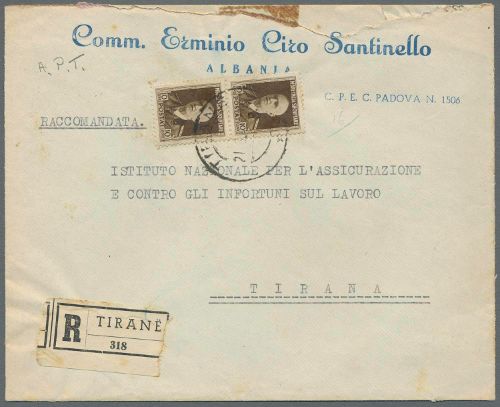 Comm. Erminio Ciro Santinello
ALBANIA
A. P. T.
C. P. E. C. PADOVA N. 1506
RACCOMANDATA.
ISTITUTO NAZIONALE PER L'ASSICURAZIONE
E CONTRO GLI INFORTUNI SUL LAVORO
TIRANA
R TIRANË
318